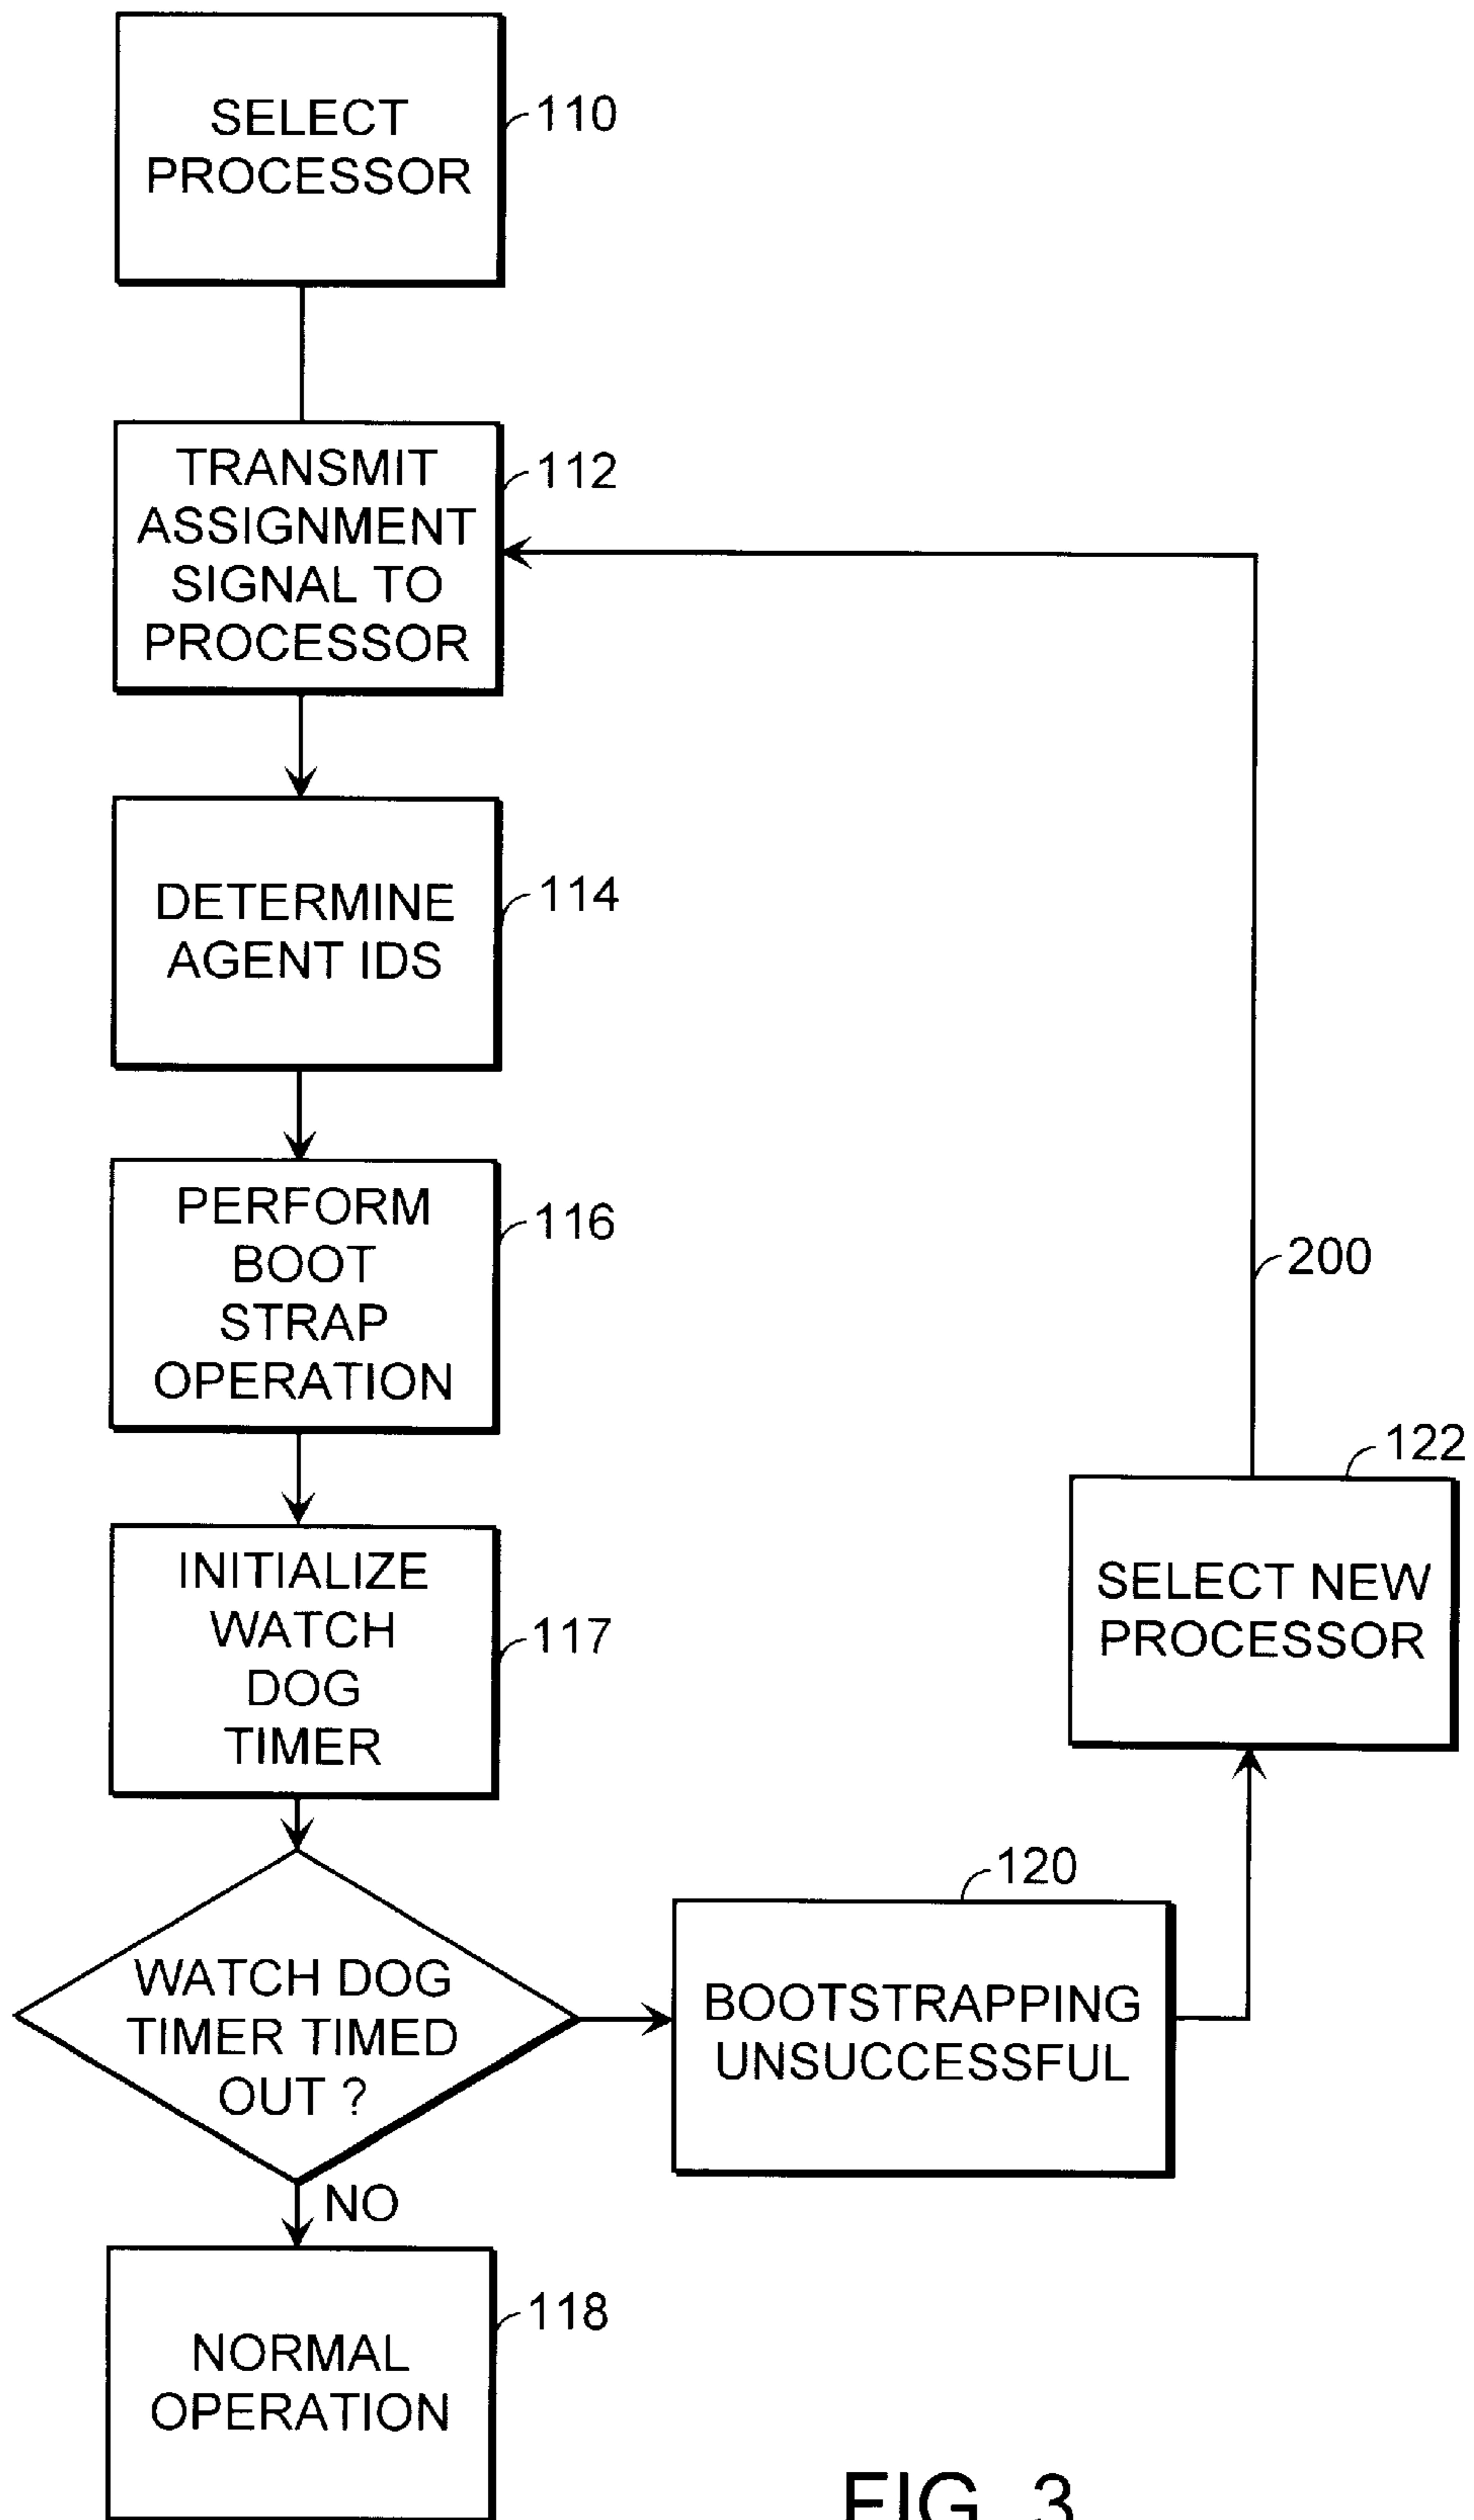 SELECT
PROCESSOR
110
TRANSMIT
ASSIGNMENT
SIGNAL TO
PROCESSOR
112
DETERMINE
AGENT IDS
114
PERFORM
BOOT
STRAP
OPERATION
116
200
INITIALIZE
WATCH
DOG
TIMER
117
122
SELECT NEW
PROCESSOR
WATCH DOG
TIMER TIMED
OUT ?
120
BOOTSTRAPPING
UNSUCCESSFUL
NO
NORMAL
OPERATION
118
FIG. 3